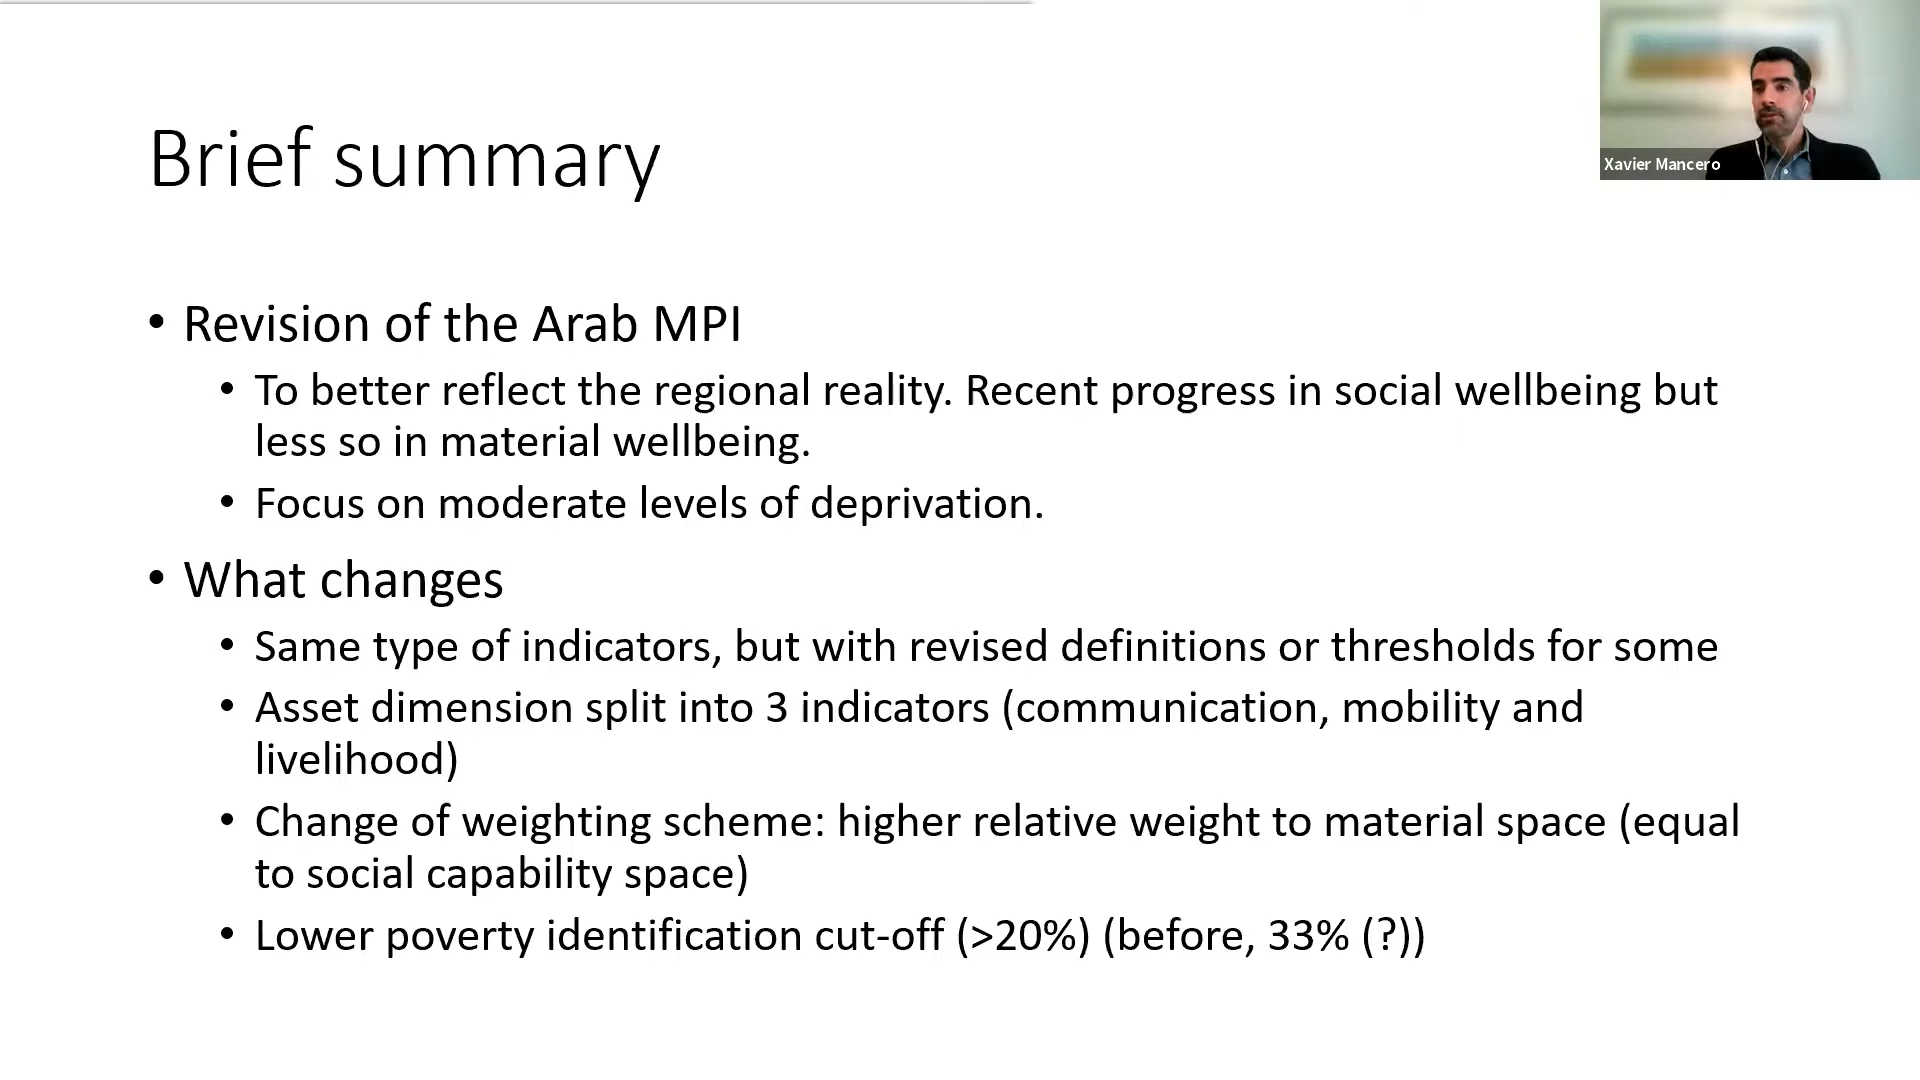 Brief summary
Xavier Mancero
• Revision of the Arab MPI
• To better reflect the regional reality. Recent progress in social wellbeing but
less so in material wellbeing.
• Focus on moderate levels of deprivation.
• What changes
• Same type of indicators, but with revised definitions or thresholds for some
• Asset dimension split into 3 indicators (communication, mobility and
livelihood)
• Change of weighting scheme: higher relative weight to material space (equal
to social capability space)
• Lower poverty identification cut-off (>20%) (before, 33% (?))